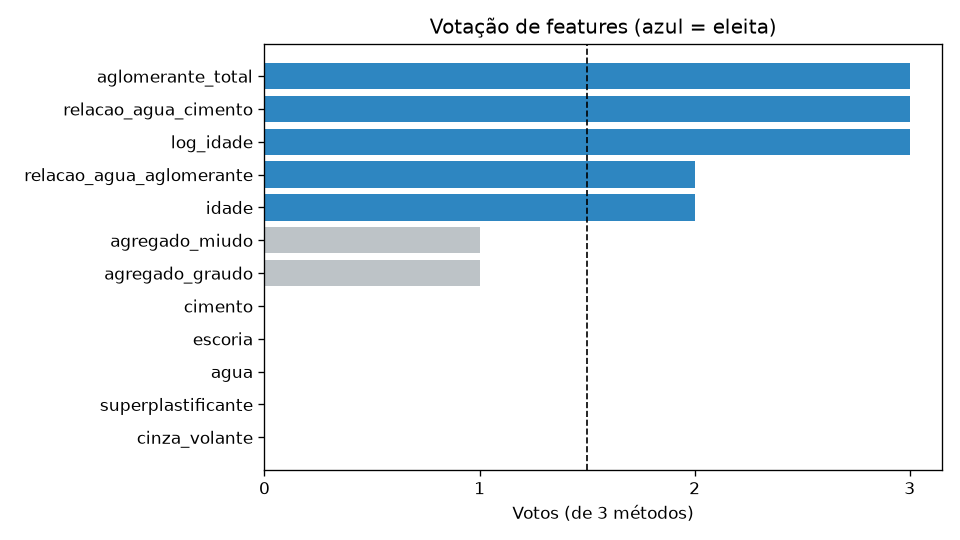 Votação de features (azul = eleita)
aglomerante_total
relacao_agua_cimento
log_idade
relacao_agua_aglomerante
idade
agregado_miudo
agregado_graudo
cimento
escoria
agua
superplastificante
cinza_volante
0 1 2 3
Votos (de 3 métodos)